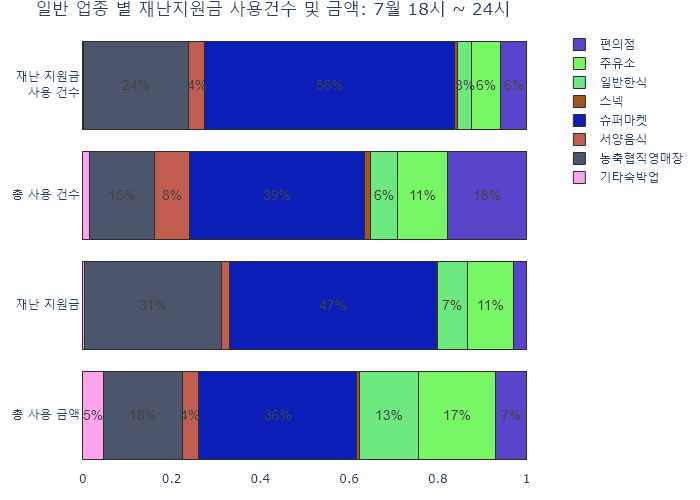 일반 업종 별 재난지원금 사용건수 및 금액: 7월 18시 ~ 24시
재난 지원금
사용 건수
24%
4%
56%
3%
6%
6%
총 사용 건수
15%
8%
39%
6%
11%
18%
재난 지원금
31%
47%
7%
11%
총 사용 금액
5%
18%
4%
36%
13%
17%
7%
0
0.2
0.4
0.6
0.8
1
편의점
주유소
일반한식
스넥
슈퍼마켓
서양음식
농축협직영매장
기타숙박업